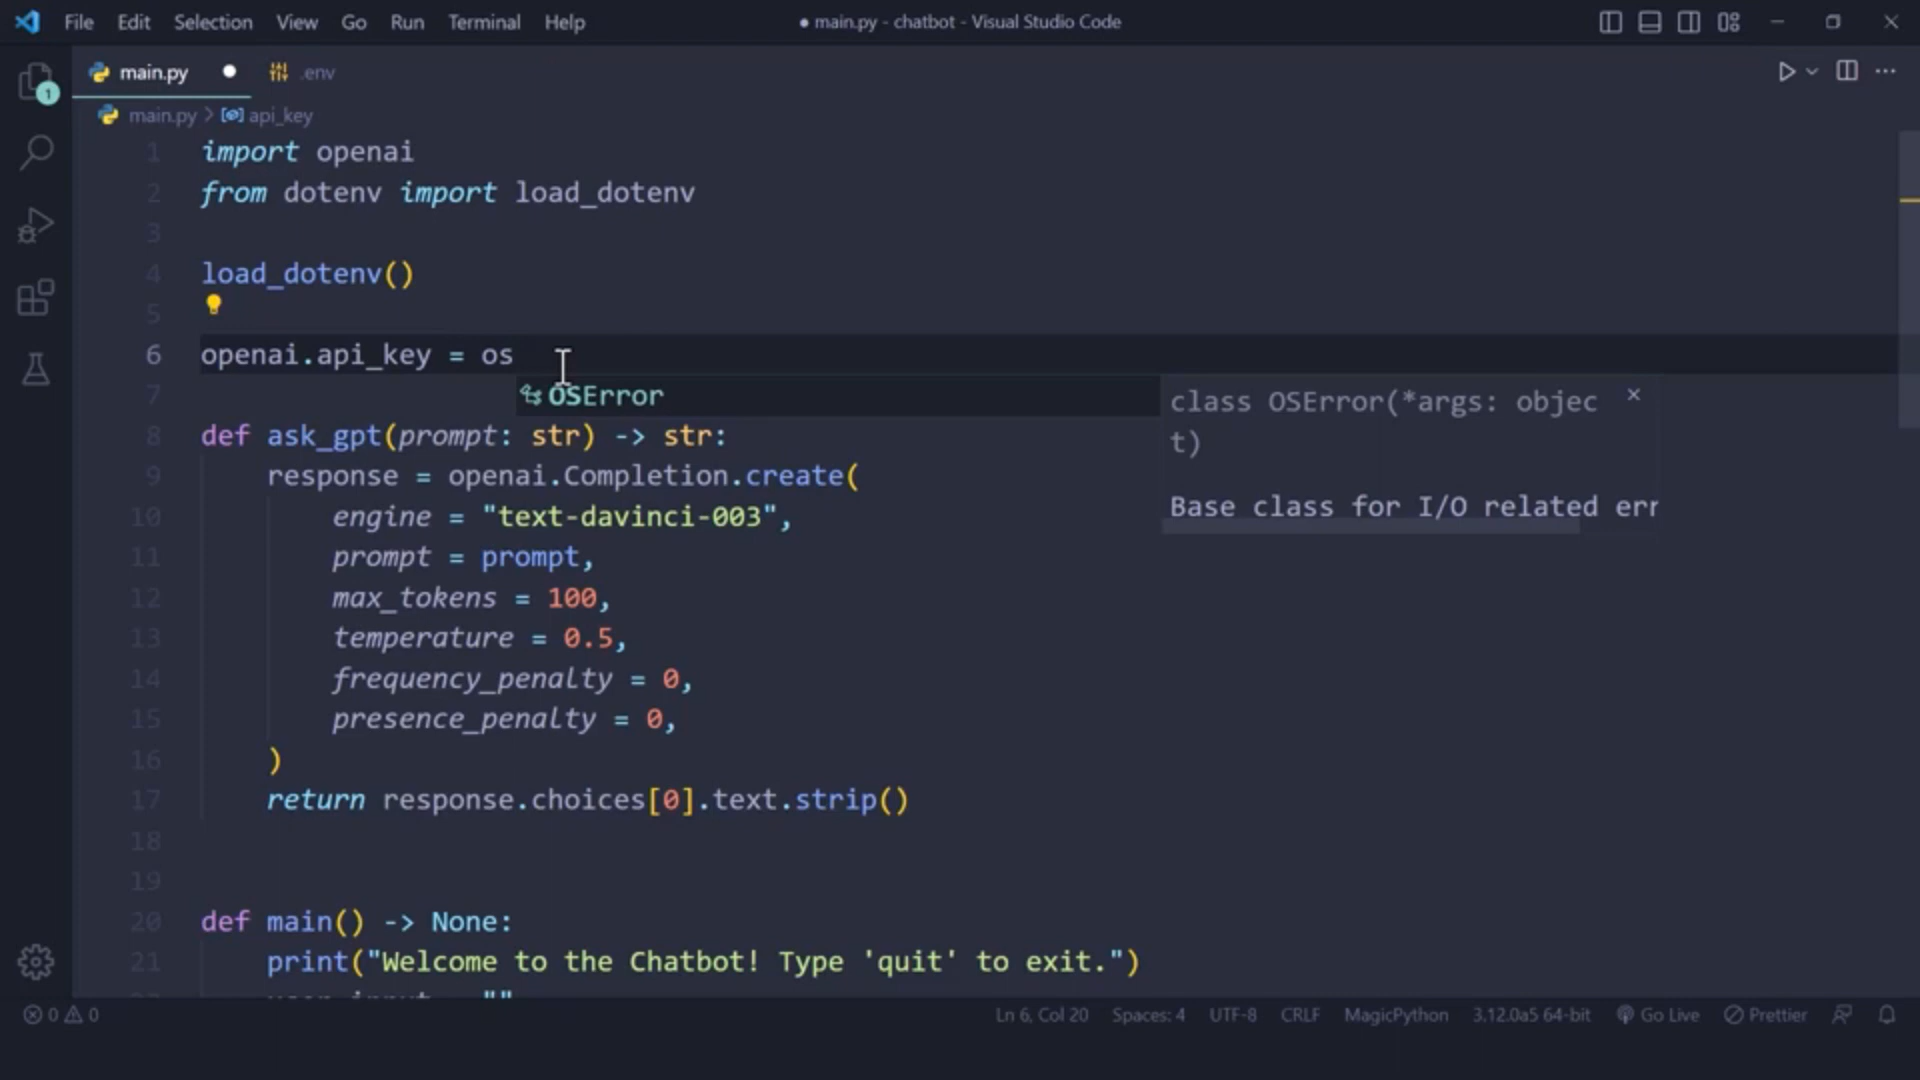 File Edit Selection View Go Run Terminal Help ● main.py - chatbot - Visual Studio Code
main.py ● .env
1
main.py > api_key
1 import openai
2 from dotenv import load_dotenv
3
4 load_dotenv()
5
6 openai.api_key = os
7 OSError
class OSError(*args: objec
t)
Base class for I/O related err
8 def ask_gpt(prompt: str) -> str:
9 response = openai.Completion.create(
10 engine = "text-davinci-003",
11 prompt = prompt,
12 max_tokens = 100,
13 temperature = 0.5,
14 frequency_penalty = 0,
15 presence_penalty = 0,
16 )
17 return response.choices[0].text.strip()
18
19
20 def main() -> None:
21 print("Welcome to the Chatbot! Type 'quit' to exit.")
0 0 Ln 6, Col 20 Spaces: 4 UTF-8 CRLF MagicPython 3.12.0a5 64-bit Go Live Prettier